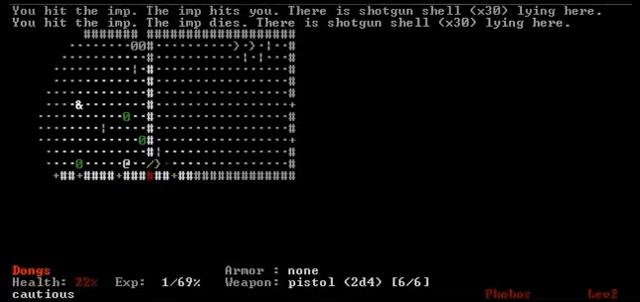 You hit the imp. The imp hits you. There is shotgun shell (x30) lying here.
You hit the imp. The imp dies. There is shotgun shell (x30) lying here.
Dongs Armor : none
Health: 22% Exp: 1/69% Weapon: pistol (2d4) [6/6]
cautious Phobos Lev2